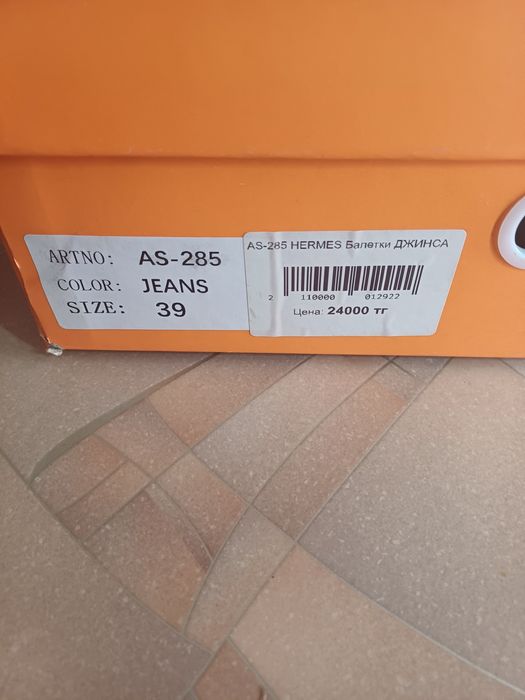 ARTNO: AS-285
COLOR: JEANS
SIZE: 39
AS-285 HERMES Балетки ДЖИНСА
2 110000 012922
Цена: 24000 тг